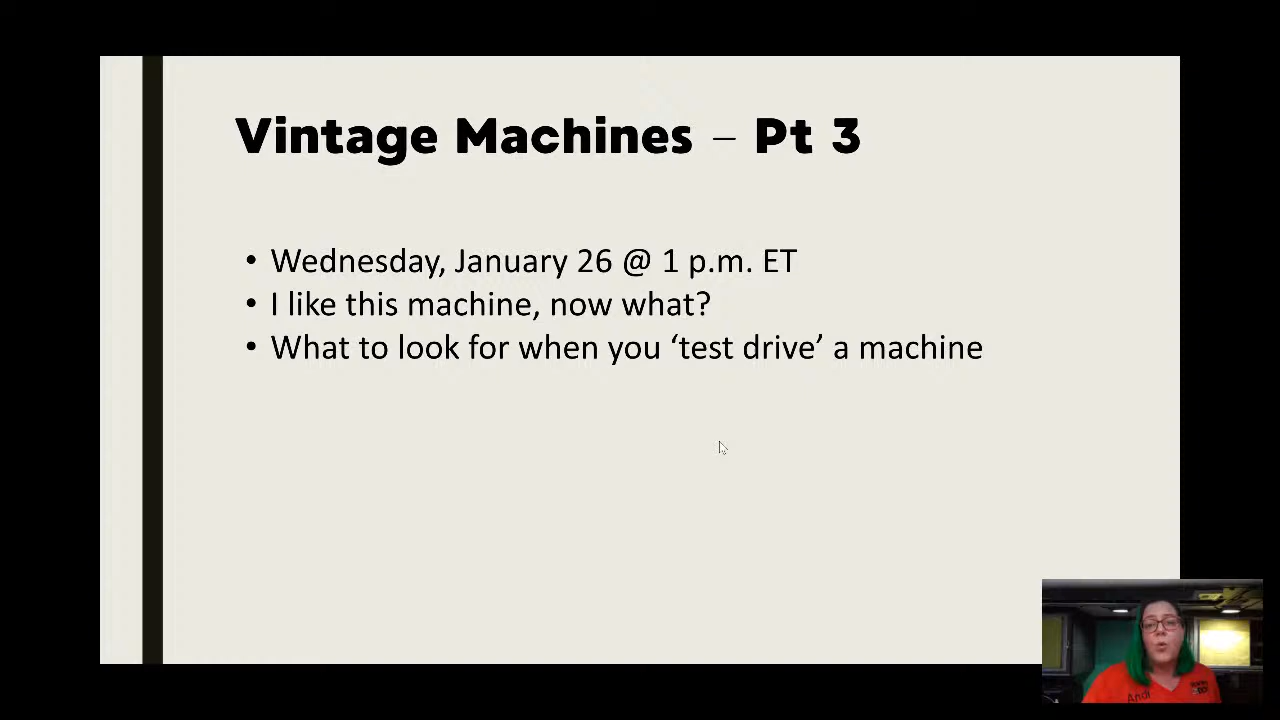 Vintage Machines – Pt 3
• Wednesday, January 26 @ 1 p.m. ET
• I like this machine, now what?
• What to look for when you ‘test drive’ a machine
Andi